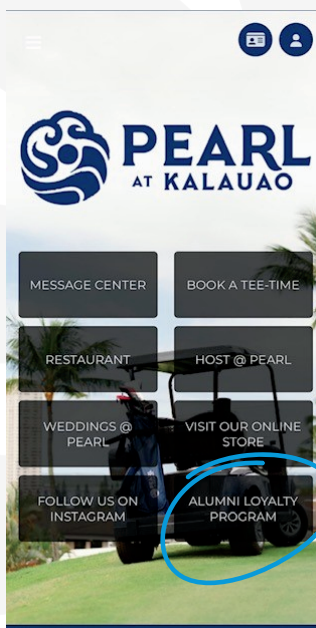 PEARL
AT KALAUAO
MESSAGE CENTER
BOOK A TEE-TIME
RESTAURANT
HOST @ PEARL
WEDDINGS @
PEARL
VISIT OUR ONLINE
STORE
FOLLOW US ON
INSTAGRAM
ALUMNI LOYALTY
PROGRAM